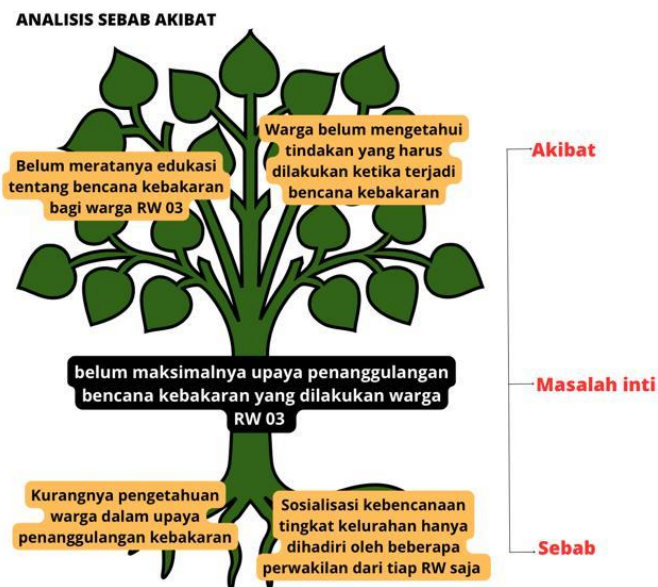 ANALISIS SEBAB AKIBAT
Warga belum mengetahui
tindakan yang harus
dilakukan ketika terjadi
bencana kebakaran
Akibat
Belum meratanya edukasi
tentang bencana kebakaran
bagi warga RW 03
belum maksimalnya upaya penanggulangan
bencana kebakaran yang dilakukan warga
RW 03
Masalah inti
Kurangnya pengetahuan
warga dalam upaya
penanggulangan kebakaran
Sosialisasi kebencanaan
tingkat kelurahan hanya
dihadiri oleh beberapa
perwakilan dari tiap RW saja
Sebab